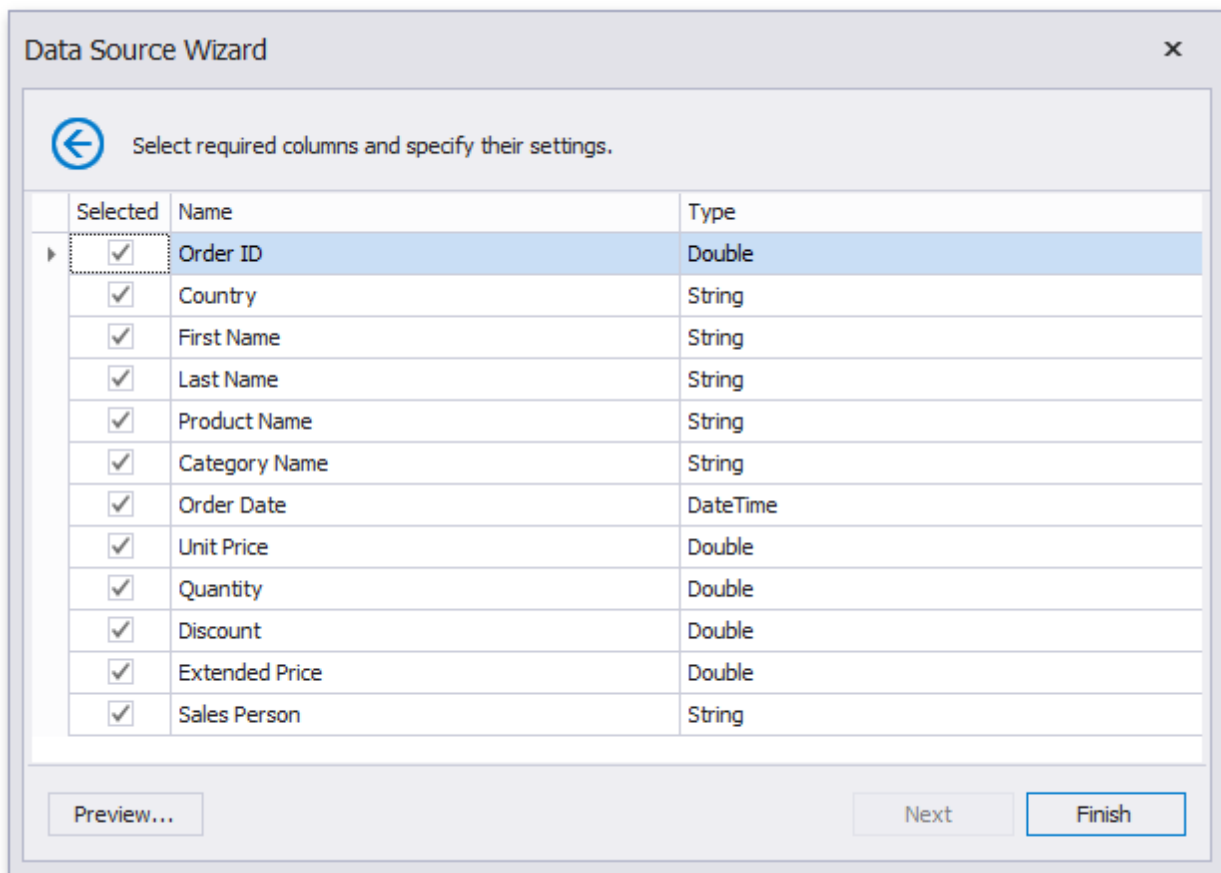 Data Source Wizard
Select required columns and specify their settings.
Selected Name Type
Order ID Double
Country String
First Name String
Last Name String
Product Name String
Category Name String
Order Date DateTime
Unit Price Double
Quantity Double
Discount Double
Extended Price Double
Sales Person String
Preview... Next Finish